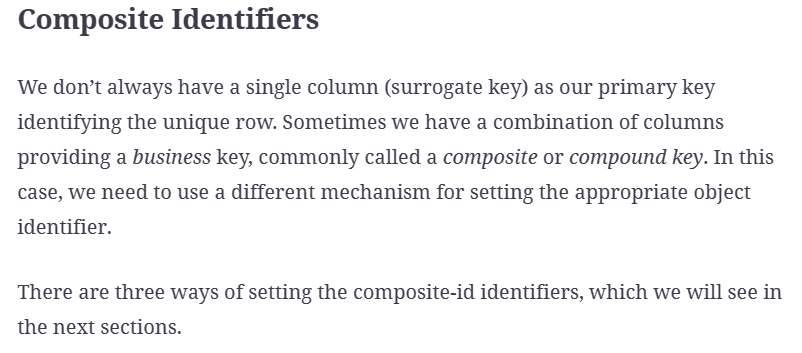 Composite Identifiers
We don’t always have a single column (surrogate key) as our primary key
identifying the unique row. Sometimes we have a combination of columns
providing a business key, commonly called a composite or compound key. In this
case, we need to use a different mechanism for setting the appropriate object
identifier.
There are three ways of setting the composite-id identifiers, which we will see in
the next sections.